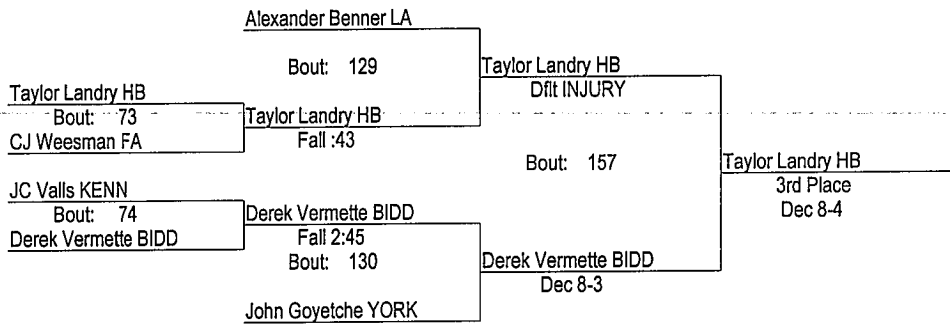 Alexander Benner LA
Bout: 129
Taylor Landry HB
Dflt INJURY
Taylor Landry HB
Bout: 73
Taylor Landry HB
CJ Weesman FA
Fall :43
Bout: 157
Taylor Landry HB
3rd Place
Dec 8-4
JC Valls KENN
Bout: 74
Derek Vermette BIDD
Derek Vermette BIDD
Fall 2:45
Bout: 130
Derek Vermette BIDD
Dec 8-3
John Goyetche YORK